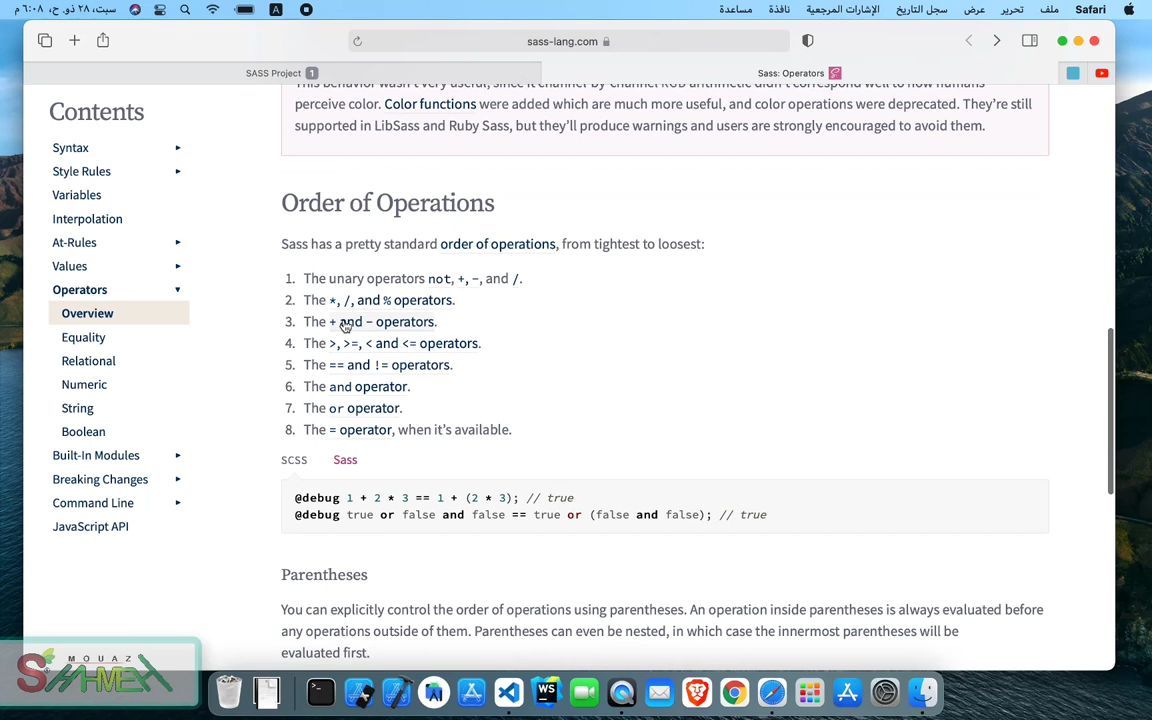 سبت، ٢٨ ذو. ح، ٦:٠٨ م
A
مساعدة نافذة الإشارات المرجعية سجل التاريخ عرض تحرير ملف Safari
sass-lang.com
SASS Project 1
Sass: Operators
perceive color. Color functions were added which are much more useful, and color operations were deprecated. They're still
supported in LibSass and Ruby Sass, but they'll produce warnings and users are strongly encouraged to avoid them.
Contents
Syntax
Style Rules
Variables
Interpolation
At-Rules
Values
Operators
Overview
Equality
Relational
Numeric
String
Boolean
Built-In Modules
Breaking Changes
Command Line
JavaScript API
Order of Operations
Sass has a pretty standard order of operations, from tightest to loosest:
1. The unary operators not, +, -, and /.
2. The *, /, and % operators.
3. The + and - operators.
4. The >, >=, < and <= operators.
5. The == and != operators.
6. The and operator.
7. The or operator.
8. The = operator, when it's available.
SCSS Sass
@debug 1 + 2 * 3 == 1 + (2 * 3); // true
@debug true or false and false == true or (false and false); // true
Parentheses
You can explicitly control the order of operations using parentheses. An operation inside parentheses is always evaluated before
any operations outside of them. Parentheses can even be nested, in which case the innermost parentheses will be
evaluated first.
MOUAZ
WS